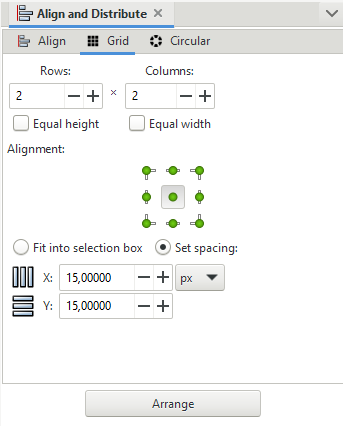 Align and Distribute
Align Grid Circular
Rows: Columns:
2 × 2
Equal height Equal width
Alignment:
Fit into selection box Set spacing:
X: 15,00000 px
Y: 15,00000
Arrange